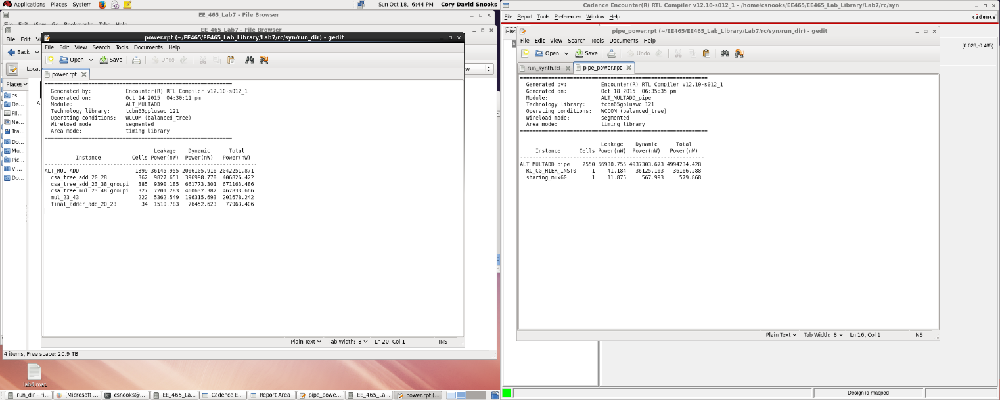 Applications Places System Sun Oct 18, 6:44 PM Cory David Snooks
EE_465_Lab7 - File Browser
File Edit View Go Bookmarks Tabs Help
EE_465_Lab7 - File Browser
File Edit
Back
Places
cs...
De...
Fil...
Ne...
Tra...
Do...
Mu...
Pic...
Vi...
Do...
4 items, Free space: 20.9 TB
lab4.mat
power.rpt (~/EE465/EE465_Lab_Library/Lab7/rc/syn/run_dir) - gedit
File Edit View Search Tools Documents Help
Open Save Undo
power.rpt
============================================================
Generated by: Encounter(R) RTL Compiler v12.10-s012_1
Generated on: Oct 14 2015 04:30:11 pm
Module: ALT_MULTADD
Technology library: tcbn65gpluswc 121
Operating conditions: WCCOM (balanced_tree)
Wireload mode: segmented
Area mode: timing library
============================================================
Leakage Dynamic Total
Instance Cells Power(nW) Power(nW) Power(nW)
--------------------------------------------------------------------
ALT_MULTADD 1399 36145.955 2006105.916 2042251.871
csa_tree_add_20_28 362 9827.651 396998.770 406826.422
csa_tree_add_23_38_groupi 385 9390.185 661773.301 671163.486
csa_tree_mul_23_48_groupi 327 7201.283 460632.382 467833.666
mul_23_43 222 5362.549 196315.693 201678.242
final_adder_add_20_28 34 1510.783 76452.623 77963.406
Plain Text Tab Width: 8 Ln 20, Col 1 INS
Cadence Encounter(R) RTL Compiler v12.10-s012_1 - /home/csnooks/EE465/EE465_Lab_Library/Lab7/rc/syn
File Report Tools Preferences Window Help cādence
(0.026,-0.465)
pipe_power.rpt (~/EE465/EE465_Lab_Library/Lab7/rc/syn/run_dir) - gedit
File Edit View Search Tools Documents Help
Open Save Undo
run_synth.tcl pipe_power.rpt
============================================================
Generated by: Encounter(R) RTL Compiler v12.10-s012_1
Generated on: Oct 18 2015 06:35:35 pm
Module: ALT_MULTADD_pipe
Technology library: tcbn65gpluswc 121
Operating conditions: WCCOM (balanced_tree)
Wireload mode: segmented
Area mode: timing library
============================================================
Leakage Dynamic Total
Instance Cells Power(nW) Power(nW) Power(nW)
-----------------------------------------------------------
ALT_MULTADD_pipe 2550 56930.755 4937303.673 4994234.428
RC_CG_HIER_INST0 1 41.184 36125.103 36166.288
sharing_mux60 1 11.875 567.993 579.868
Plain Text Tab Width: 8 Ln 16, Col 1 INS
Design is mapped
run_dir - Fi... [Microsoft ... csnooks@... EE_465_La... Cadence E... Report Area pipe_powe... EE_465_La... power.rpt (...